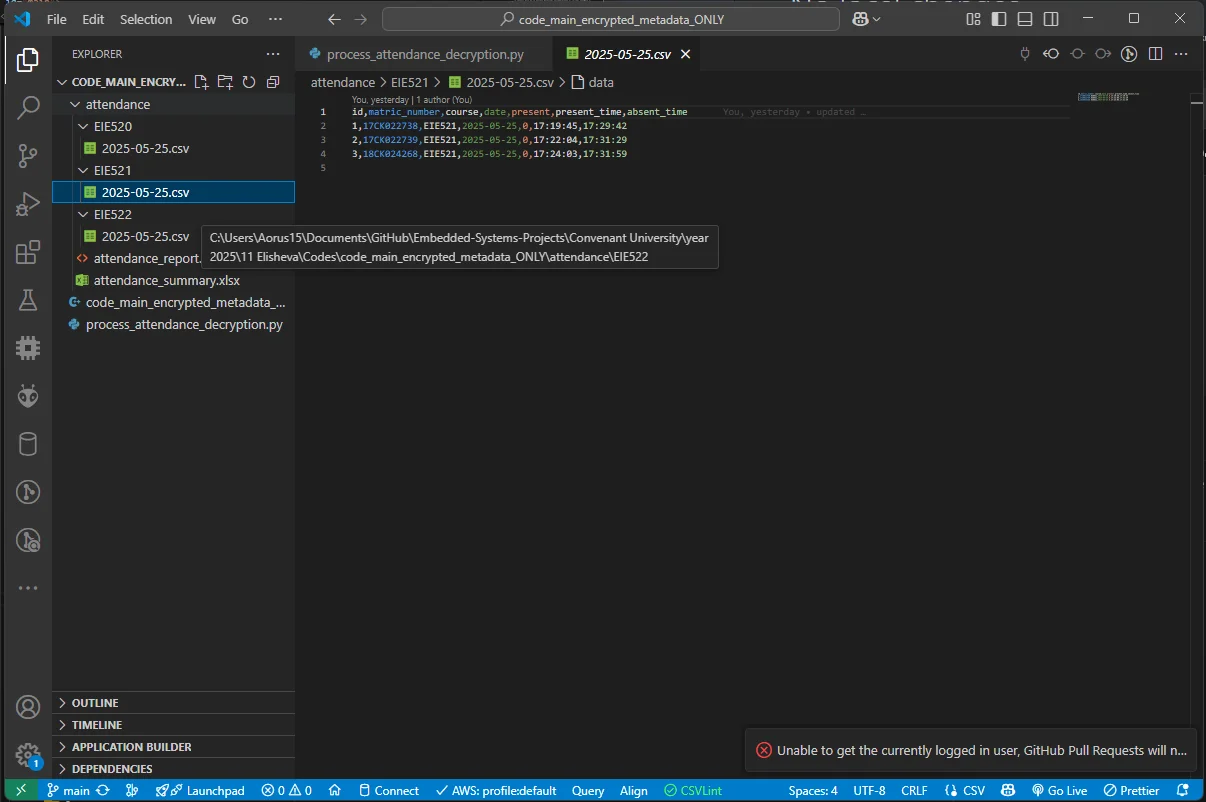 File Edit Selection View Go ··· code_main_encrypted_metadata_ONLY
EXPLORER ···
CODE_MAIN_ENCRY...
attendance
EIE520
2025-05-25.csv
EIE521
2025-05-25.csv
EIE522
2025-05-25.csv
attendance_report.
attendance_summary.xlsx
code_main_encrypted_metadata_...
process_attendance_decryption.py
OUTLINE
TIMELINE
APPLICATION BUILDER
DEPENDENCIES
process_attendance_decryption.py 2025-05-25.csv
attendance > EIE521 > 2025-05-25.csv > data
You, yesterday | 1 author (You)
1 id,matric_number,course,date,present,present_time,absent_time You, yesterday • updated …
2 1,17CK022738,EIE521,2025-05-25,0,17:19:45,17:29:42
3 2,17CK022739,EIE521,2025-05-25,0,17:22:04,17:31:29
4 3,18CK024268,EIE521,2025-05-25,0,17:24:03,17:31:59
5
C:\Users\Aorus15\Documents\GitHub\Embedded-Systems-Projects\Convenant University\year
2025\11 Elisheva\Codes\code_main_encrypted_metadata_ONLY\attendance\EIE522
Unable to get the currently logged in user, GitHub Pull Requests will n...
1
main Launchpad 0 0 Connect AWS: profile:default Query Align CSVLint Spaces: 4 UTF-8 CRLF CSV Go Live Prettier